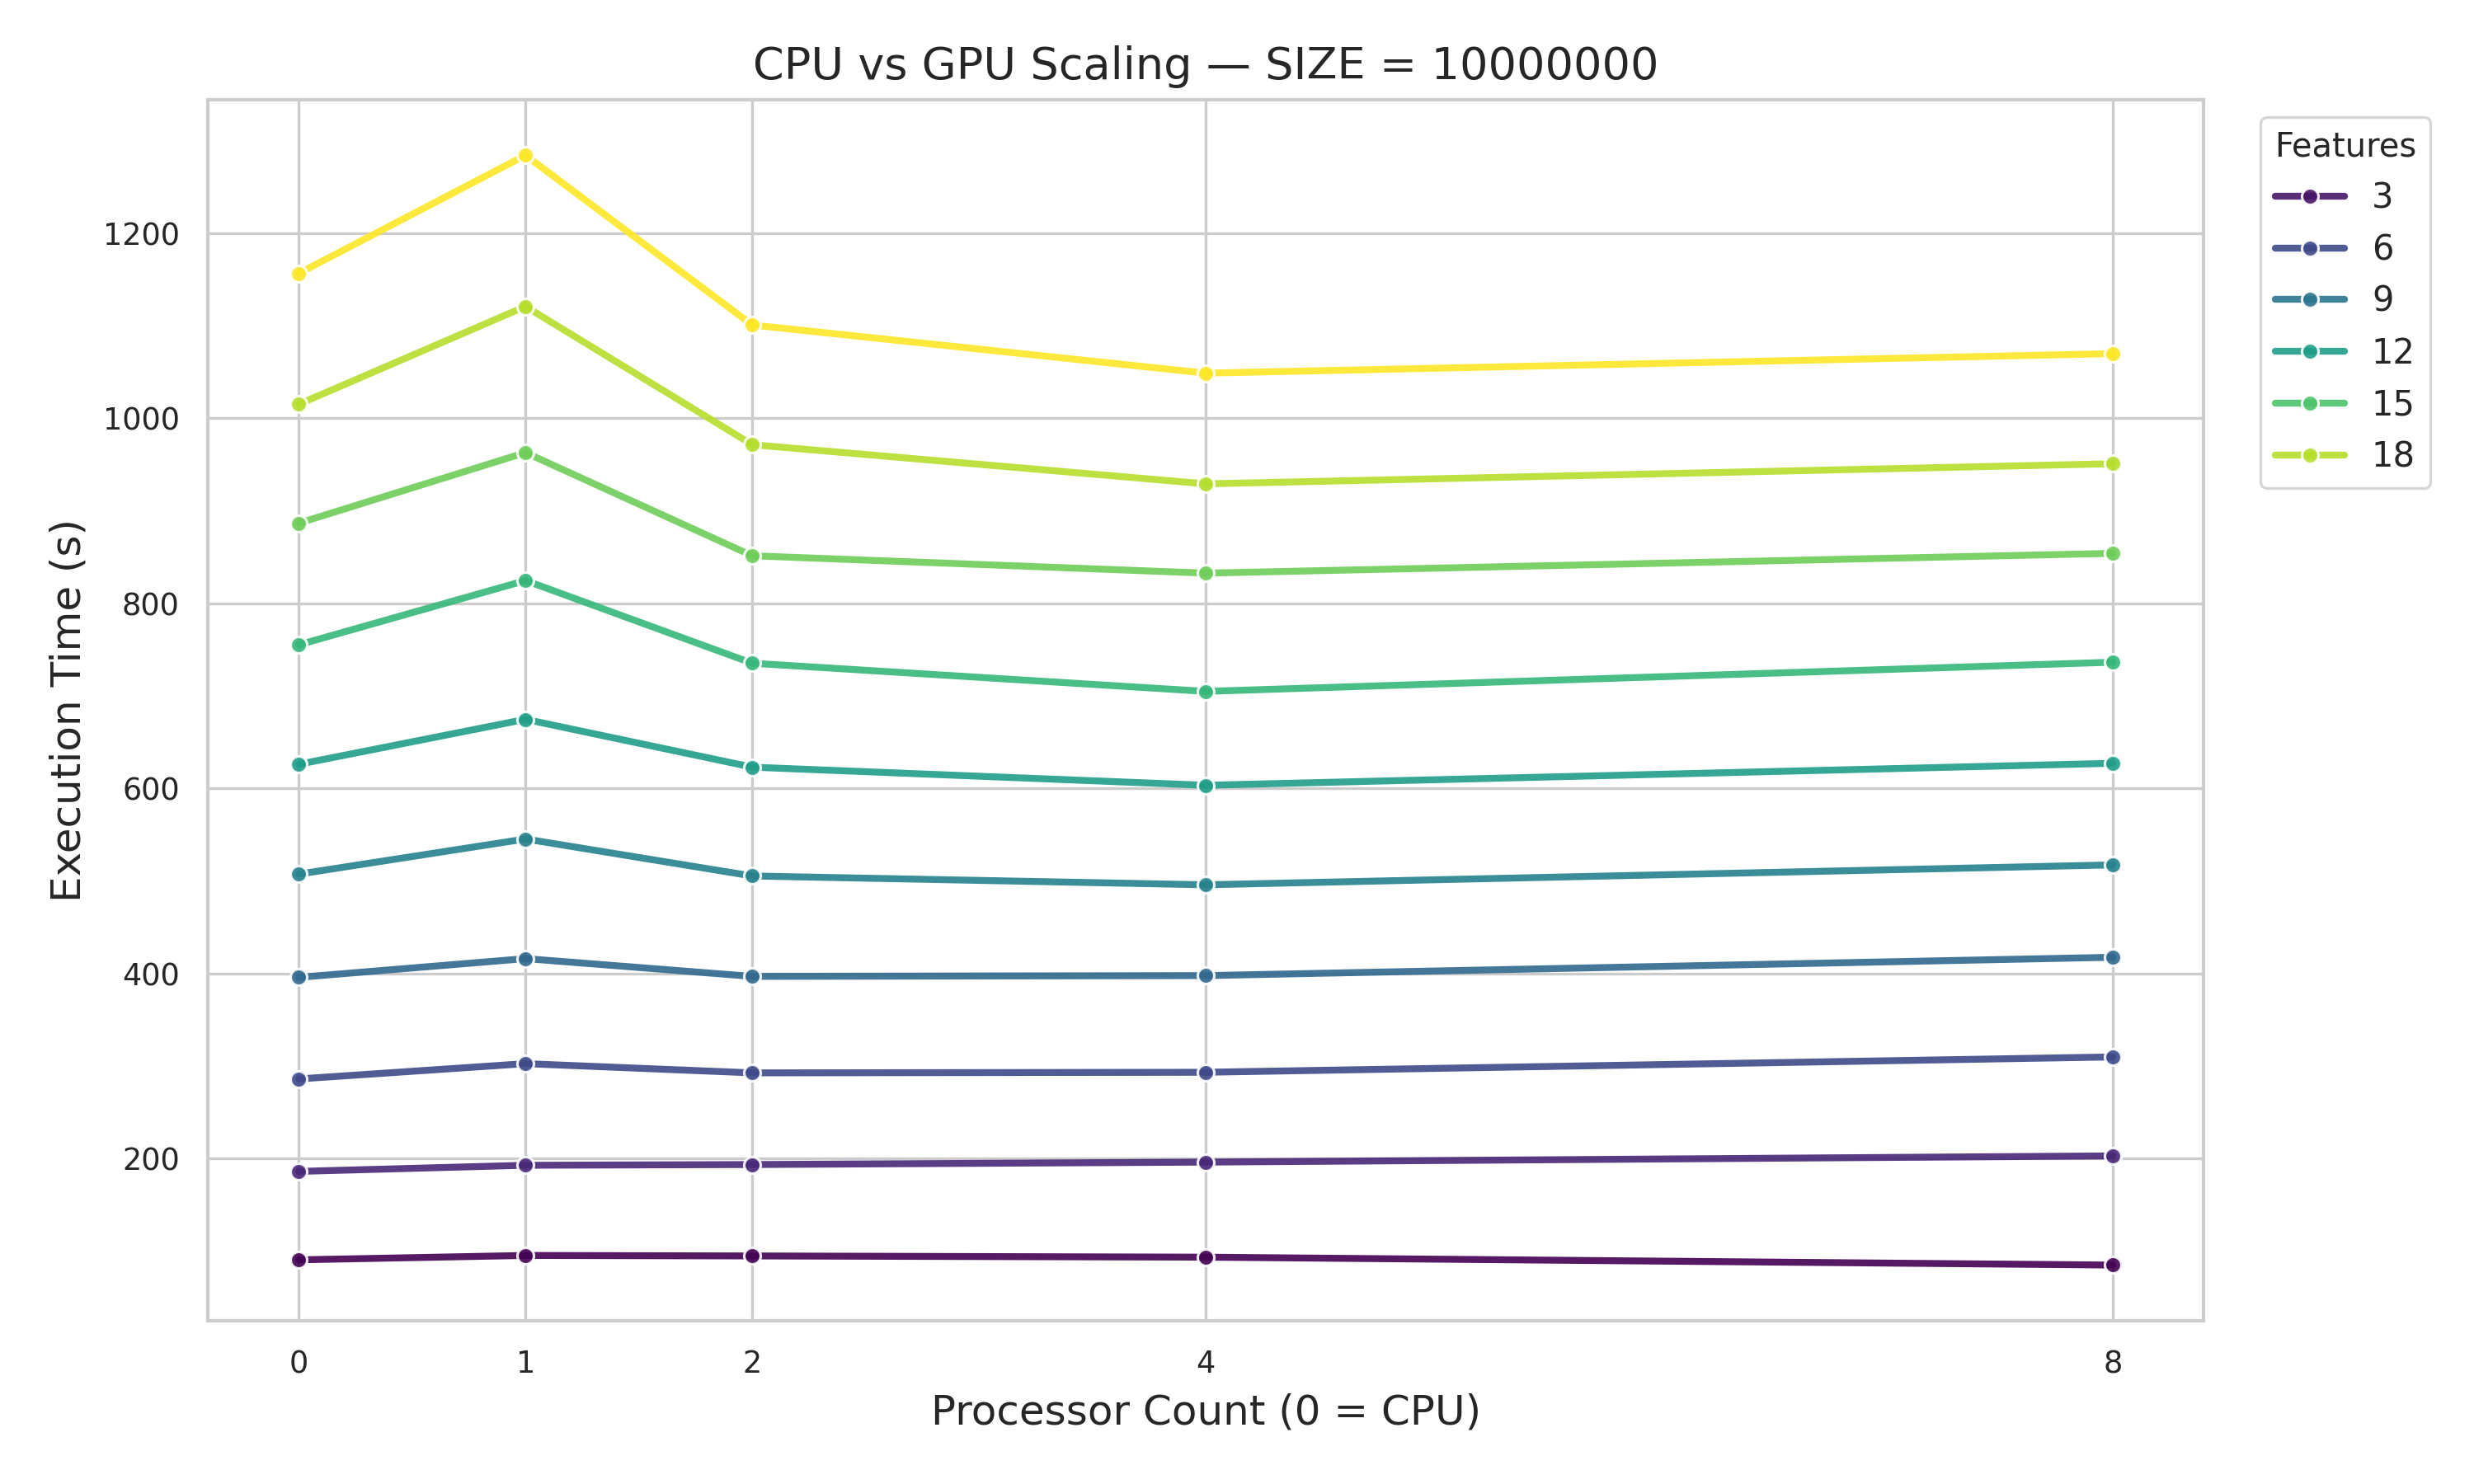 CPU vs GPU Scaling — SIZE = 10000000
Features
3
6
9
12
15
18
Execution Time (s)
1200
1000
800
600
400
200
0 1 2 4 8
Processor Count (0 = CPU)